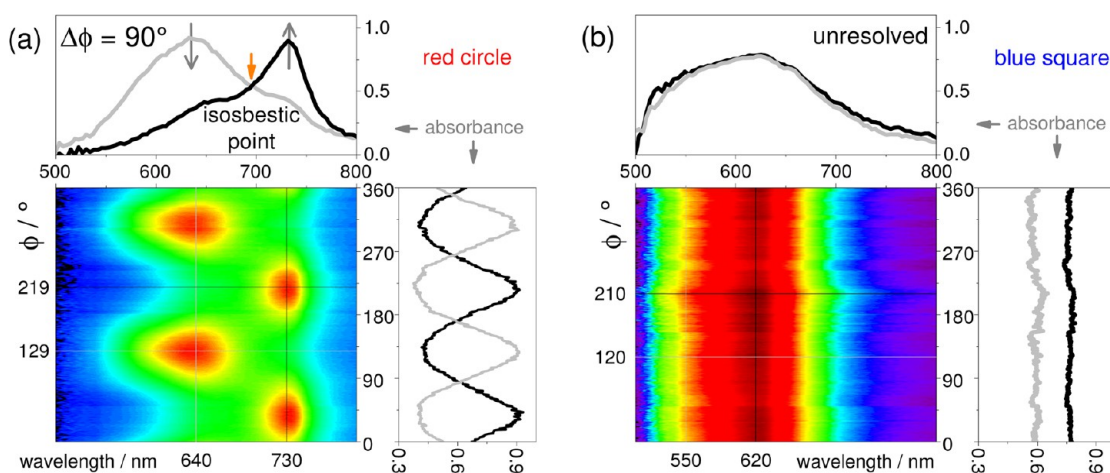 (a)
Δϕ = 90°
1.0
0.5
0.0
isosbestic
point
red circle
absorbance
500
600
700
800
ϕ / °
219
129
360
270
180
90
0
wavelength / nm
640
730
0.3
0.6
0.9
(b)
unresolved
1.0
0.5
0.0
blue square
absorbance
500
600
700
800
ϕ / °
210
120
360
270
180
90
0
wavelength / nm
550
620
0.3
0.6
0.9